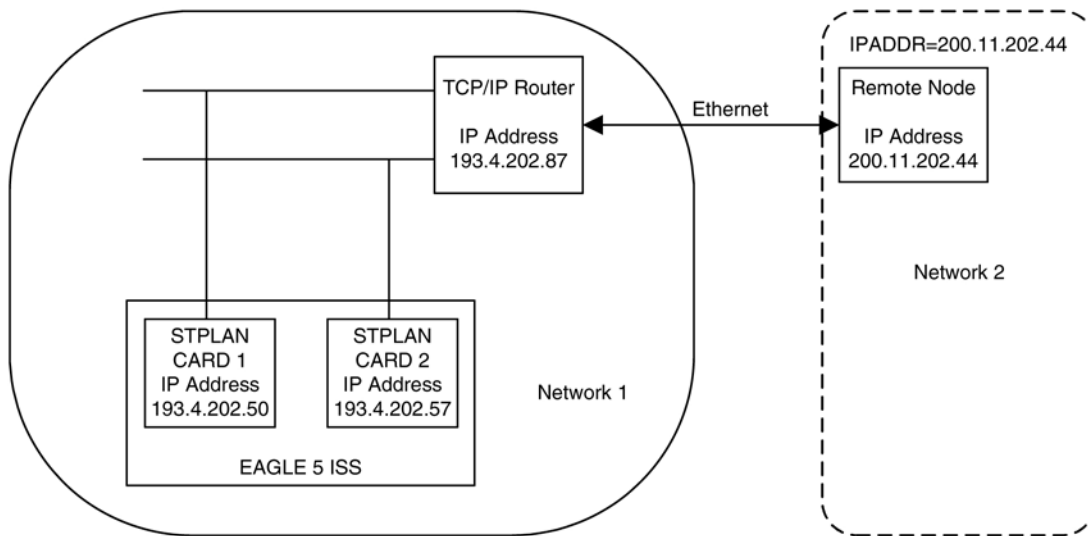 IPADDR=200.11.202.44
TCP/IP Router
IP Address
193.4.202.87
Ethernet
Remote Node
IP Address
200.11.202.44
Network 2
STPLAN
CARD 1
IP Address
193.4.202.50
STPLAN
CARD 2
IP Address
193.4.202.57
Network 1
EAGLE 5 ISS